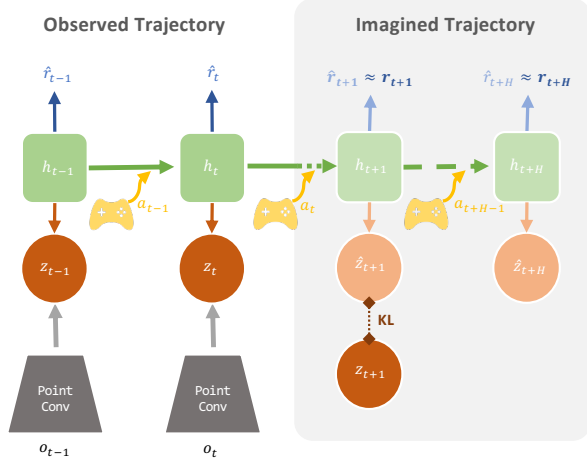 Observed Trajectory
Imagined Trajectory
r̂ₜ₋₁
r̂ₜ
r̂ₜ₊₁ ≈ rₜ₊₁
r̂ₜ₊H ≈ rₜ₊H
hₜ₋₁
hₜ
hₜ₊₁
hₜ₊H
aₜ₋₁
aₜ
aₜ₊H₋₁
zₜ₋₁
zₜ
ẑₜ₊₁
ẑₜ₊H
KL
zₜ₊₁
Point
Conv
Point
Conv
oₜ₋₁
oₜ